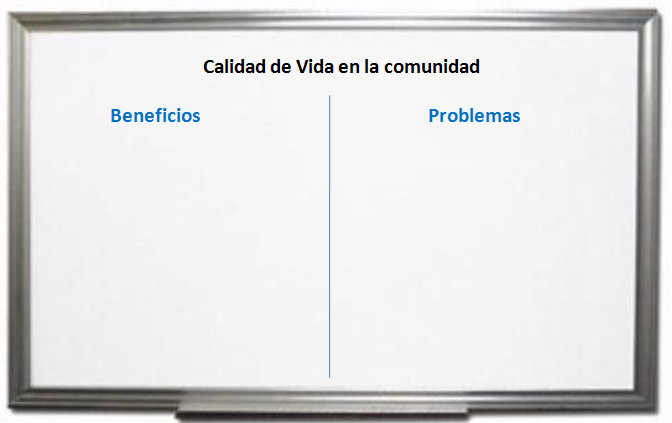 Calidad de Vida en la comunidad
Beneficios
Problemas